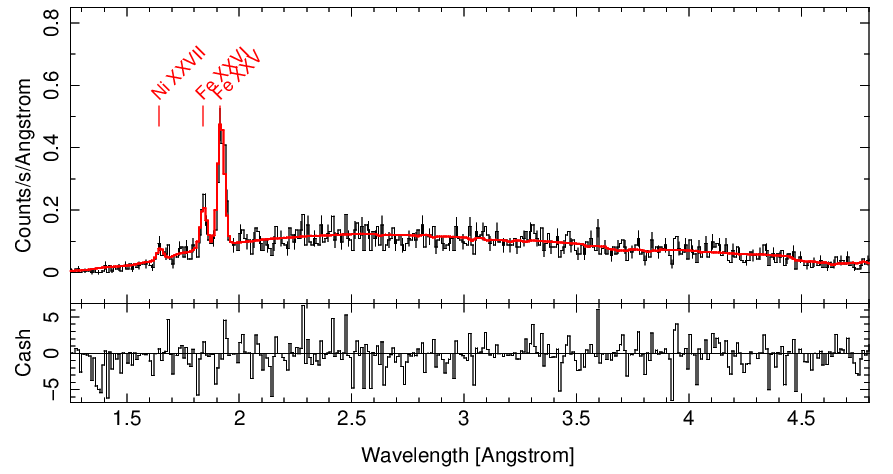 0.8
0.6
0.4
0.2
0
Counts/s/Angstrom
Ni XXVII
Fe XXVI
Fe XXV
5
0
−5
Cash
1.5 2 2.5 3 3.5 4 4.5
Wavelength [Angstrom]